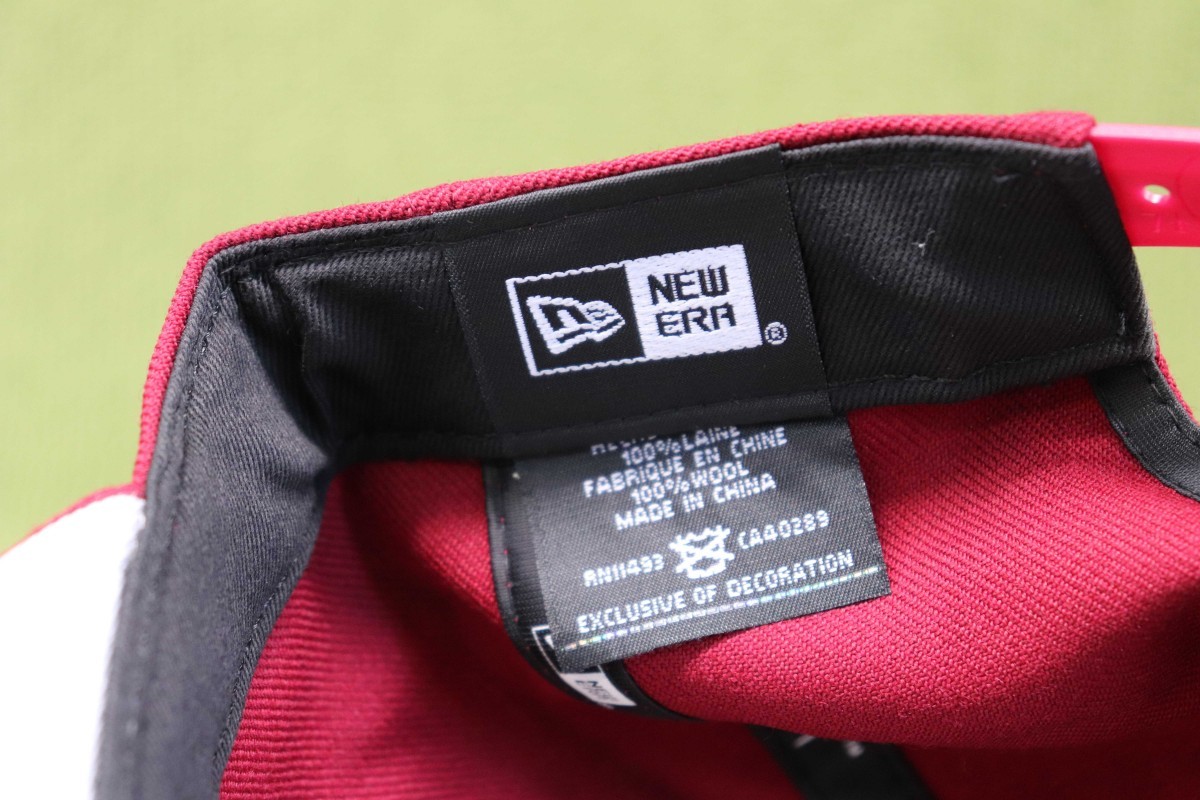 NEW
ERA
®
100% LAINE
FABRIQUE EN CHINE
100% WOOL
MADE IN CHINA
RN11493 CA40289
EXCLUSIVE OF DECORATION